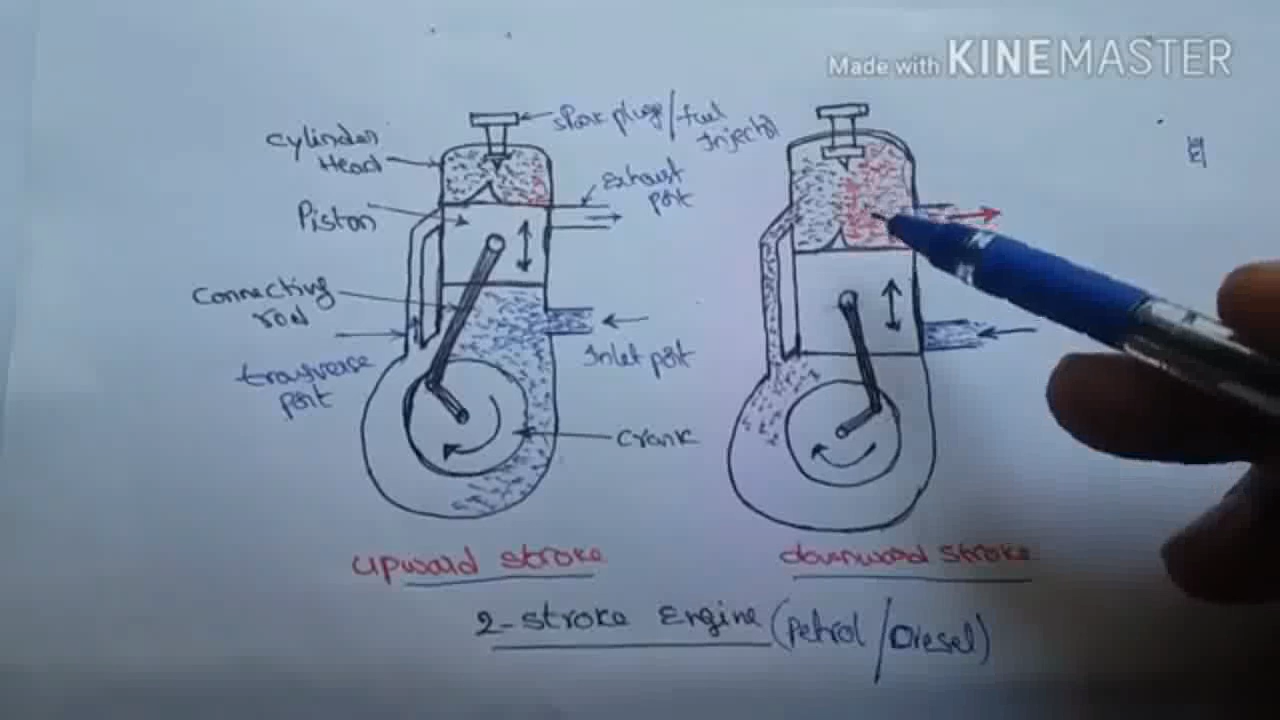 Made with KINEMASTER
Spark plug/fuel
Injector
Cylinder
Head
Exhaust
port
Piston
Connecting
rod
Inlet port
port
Crank
upward stroke
downward stroke
2-stroke Engine (Petrol/Diesel)